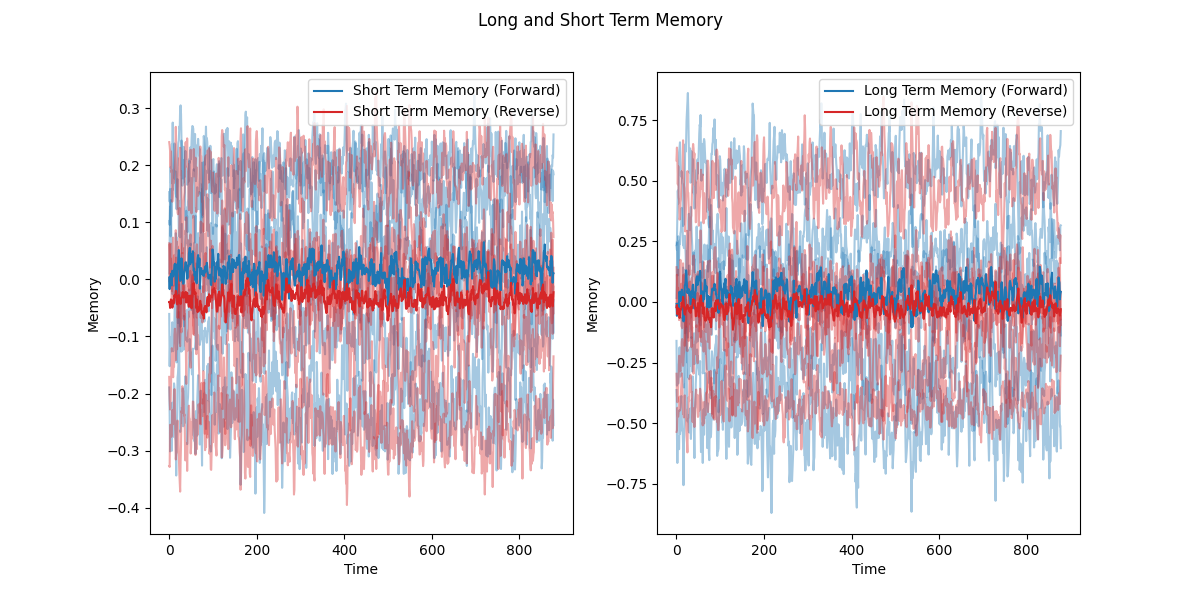 Long and Short Term Memory
Short Term Memory (Forward)
Short Term Memory (Reverse)
0.3
0.2
0.1
0.0
−0.1
−0.2
−0.3
−0.4
Memory
0
200
400
600
800
Time
Long Term Memory (Forward)
Long Term Memory (Reverse)
0.75
0.50
0.25
0.00
−0.25
−0.50
−0.75
Memory
0
200
400
600
800
Time